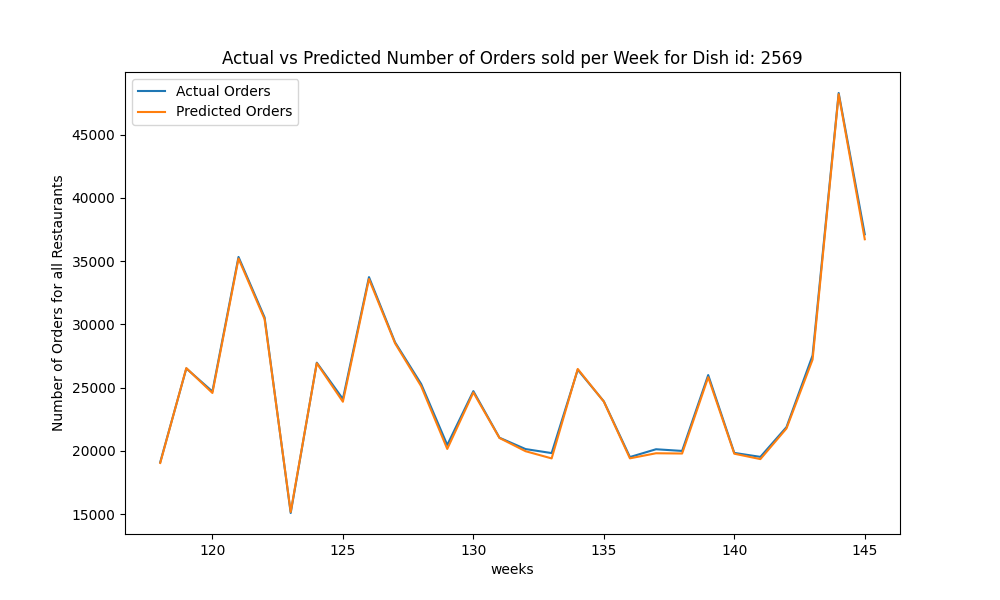 Actual vs Predicted Number of Orders sold per Week for Dish id: 2569
Actual Orders
Predicted Orders
Number of Orders for all Restaurants
45000
40000
35000
30000
25000
20000
15000
120 125 130 135 140 145
weeks